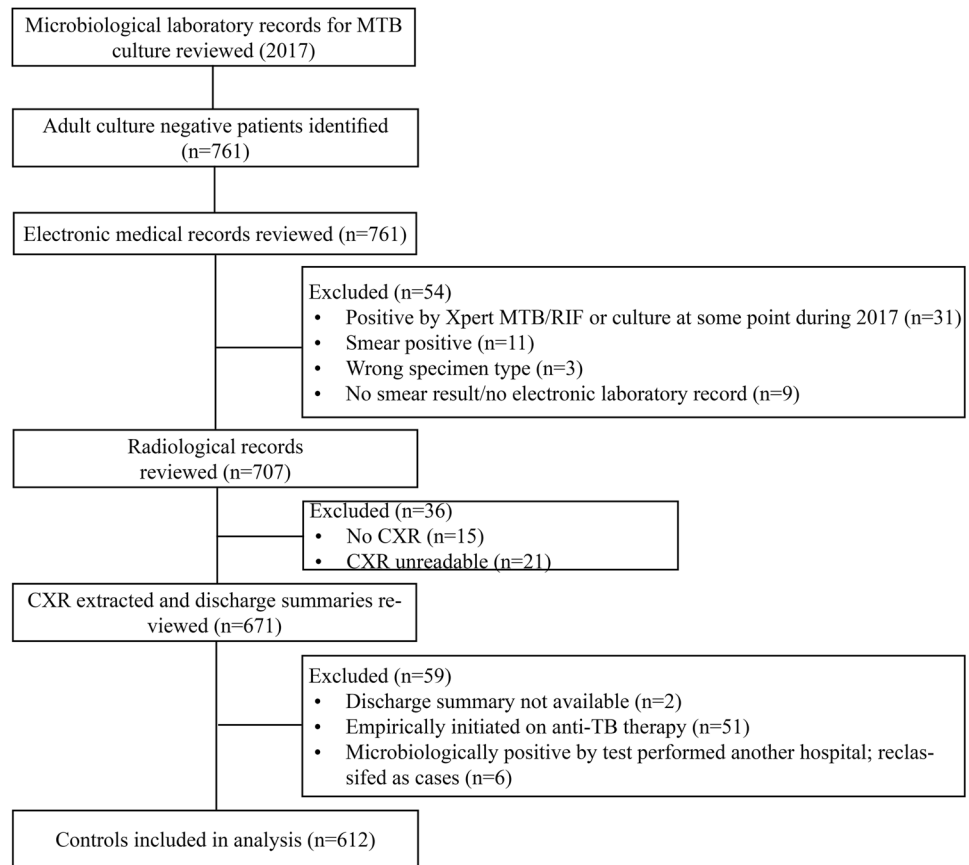 Microbiological laboratory records for MTB
culture reviewed (2017)
Adult culture negative patients identified
(n=761)
Electronic medical records reviewed (n=761)
Excluded (n=54)
• Positive by Xpert MTB/RIF or culture at some point during 2017 (n=31)
• Smear positive (n=11)
• Wrong specimen type (n=3)
• No smear result/no electronic laboratory record (n=9)
Radiological records
reviewed (n=707)
Excluded (n=36)
• No CXR (n=15)
• CXR unreadable (n=21)
CXR extracted and discharge summaries re-
viewed (n=671)
Excluded (n=59)
• Discharge summary not available (n=2)
• Empirically initiated on anti-TB therapy (n=51)
• Microbiologically positive by test performed another hospital; reclas-
sifed as cases (n=6)
Controls included in analysis (n=612)